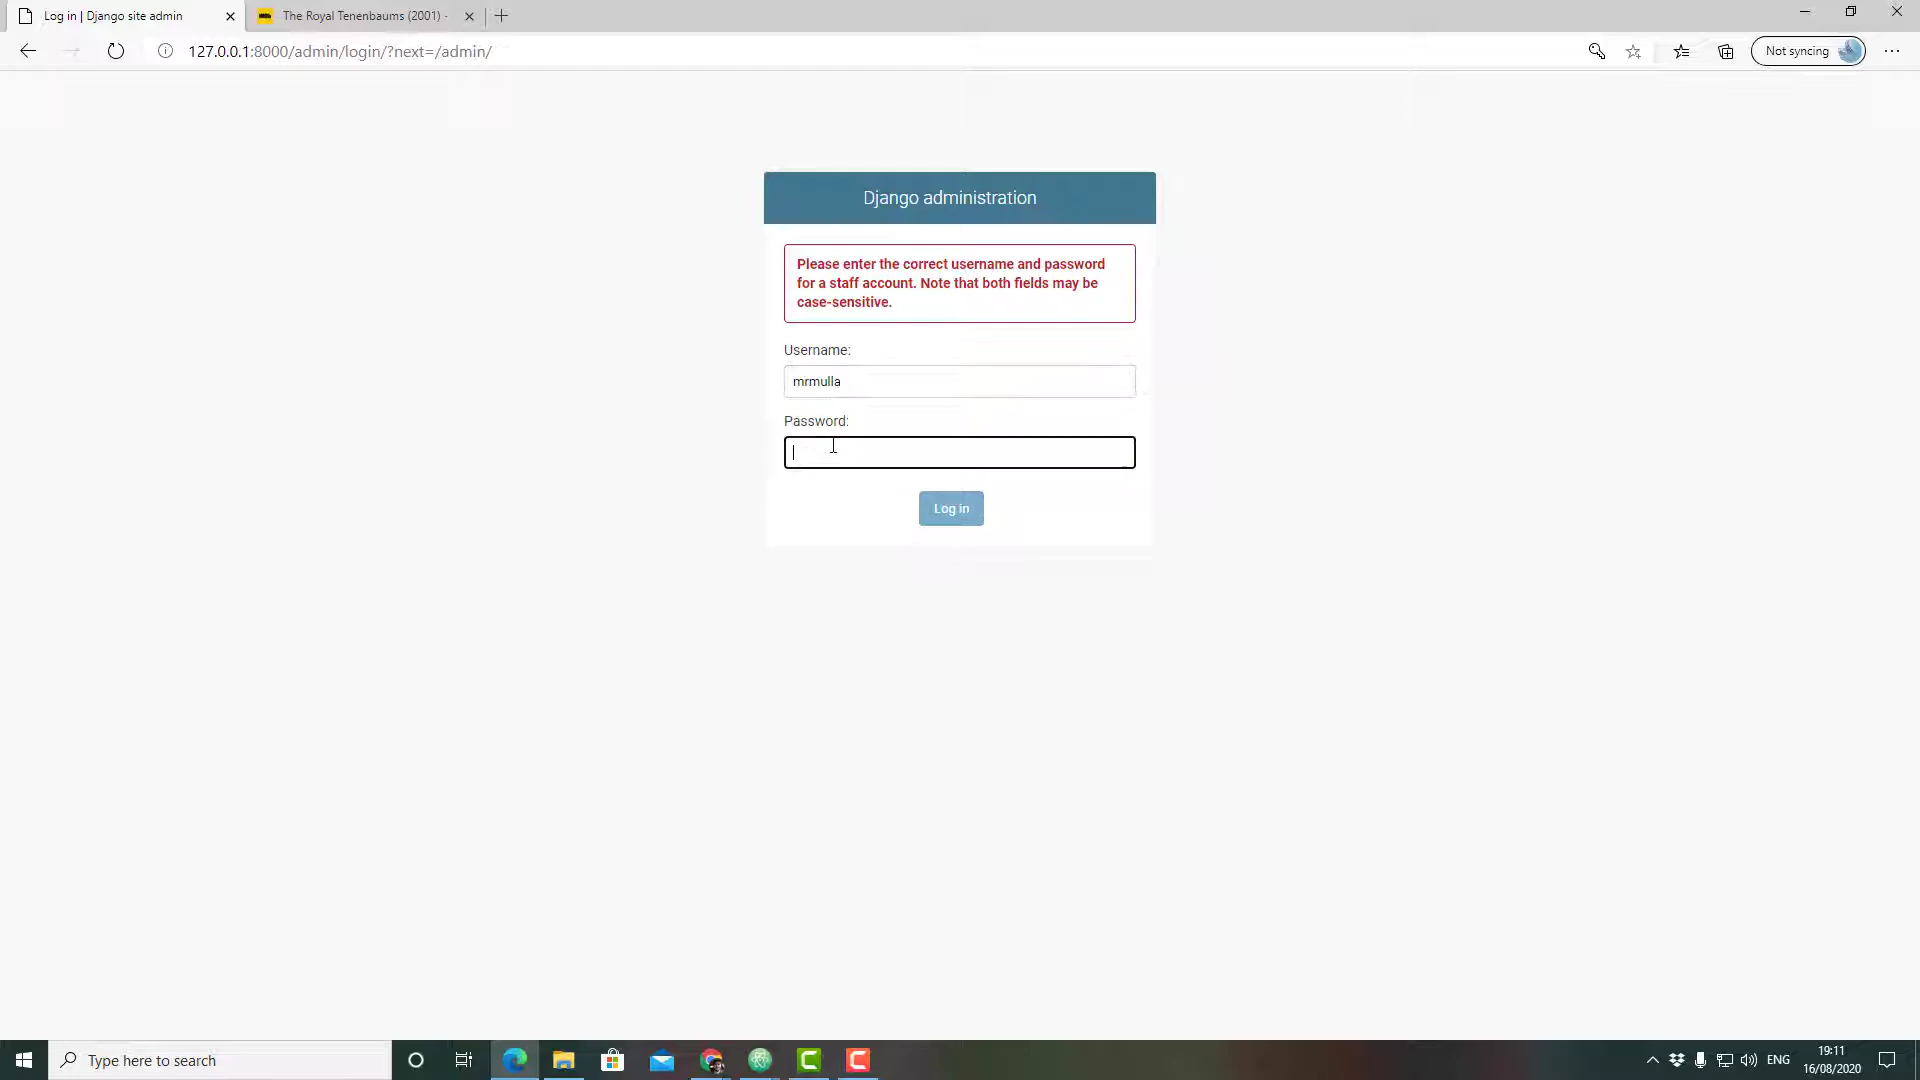 Log in | Django site admin
The Royal Tenenbaums (2001) -
127.0.0.1:8000/admin/login/?next=/admin/
Not syncing
Django administration
Please enter the correct username and password
for a staff account. Note that both fields may be
case-sensitive.
Username:
mrmulla
Password:
Log in
Type here to search
ENG
19:11
16/08/2020